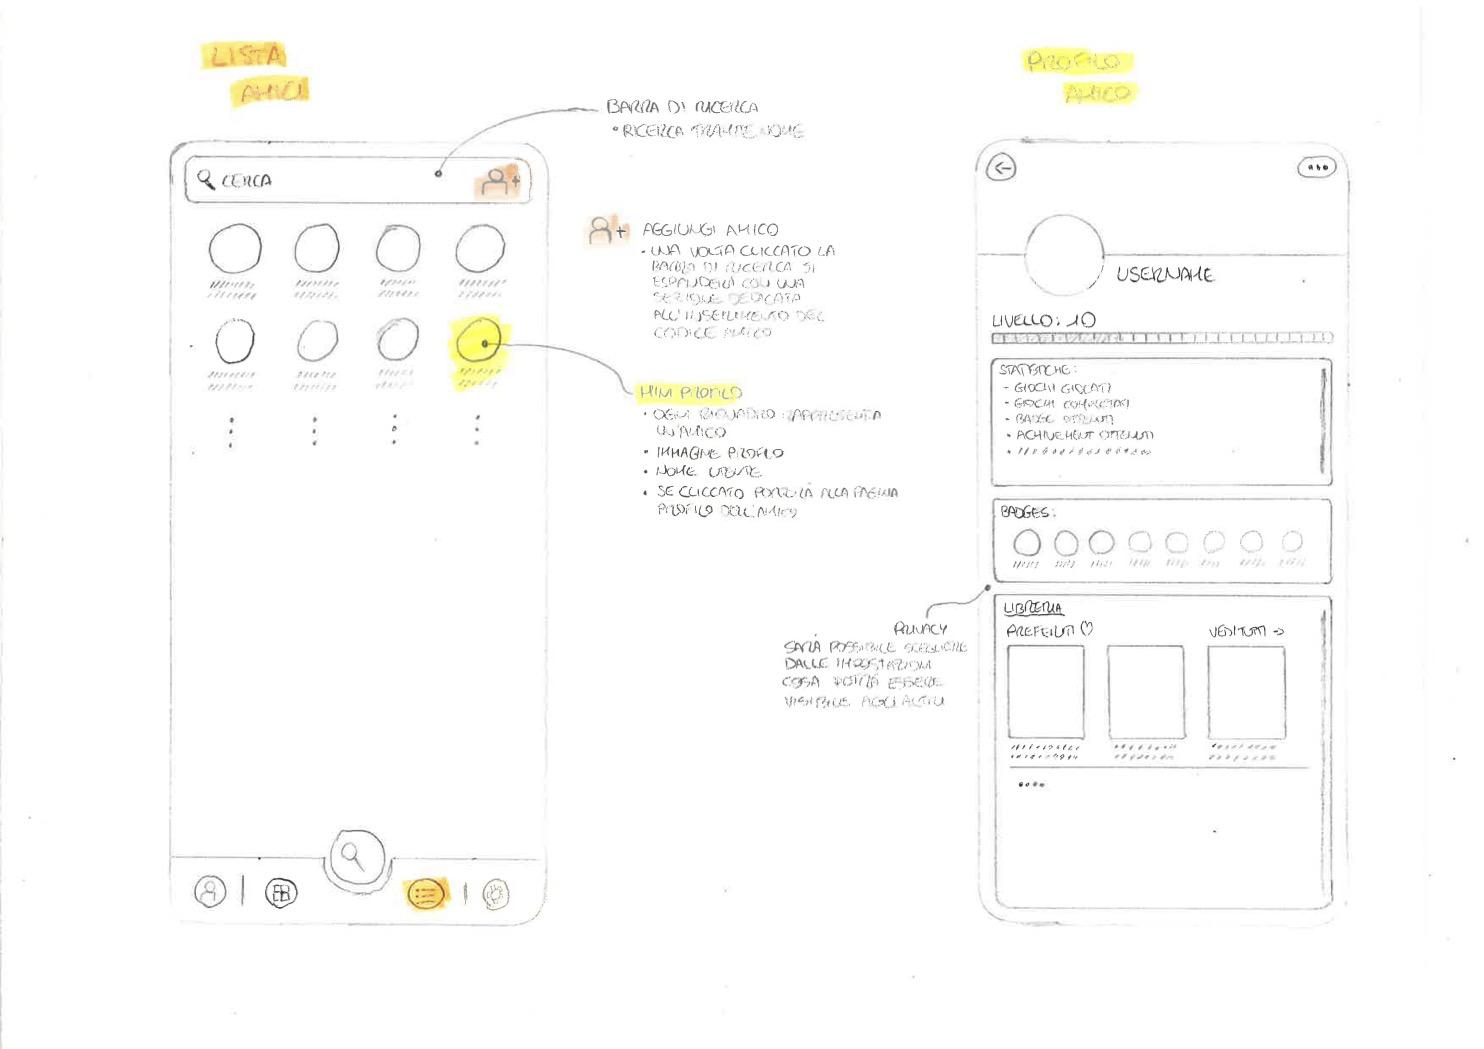 LISTA
AMICI
BARRA DI RICERCA
• RICERCA TRAMITE NOME
CERCA
AGGIUNGI AMICO
• UNA VOLTA CLICCATO LA
BARRA DI RICERCA SI
ESPANDERÀ CON UNA
SEZIONE DEDICATA
ALL'INSERIMENTO DEL
CODICE AMICO
MINI PROFILO
• OGNI RIQUADRO RAPPRESENTA
UN AMICO
• IMMAGINE PROFILO
• NOME UTENTE
• SE CLICCATO PORTERÀ ALLA PAGINA
PROFILO DELL'AMICO
PROFILO
AMICO
USERNAME
LIVELLO: 10
STATISTICHE:
- GIOCHI GIOCATI
- GIOCHI COMPLETATI
- BADGE OTTENUTI
- ACHIVEMENT OTTENUTI
BADGES:
PRIVACY
SARÀ POSSIBILE SCEGLIERE
DALLE IMPOSTAZIONI
COSA POTRÀ ESSERE
VISIBILE AGLI ALTRI
LIBRERIA
PREFERITI
VEDI TUTTI →